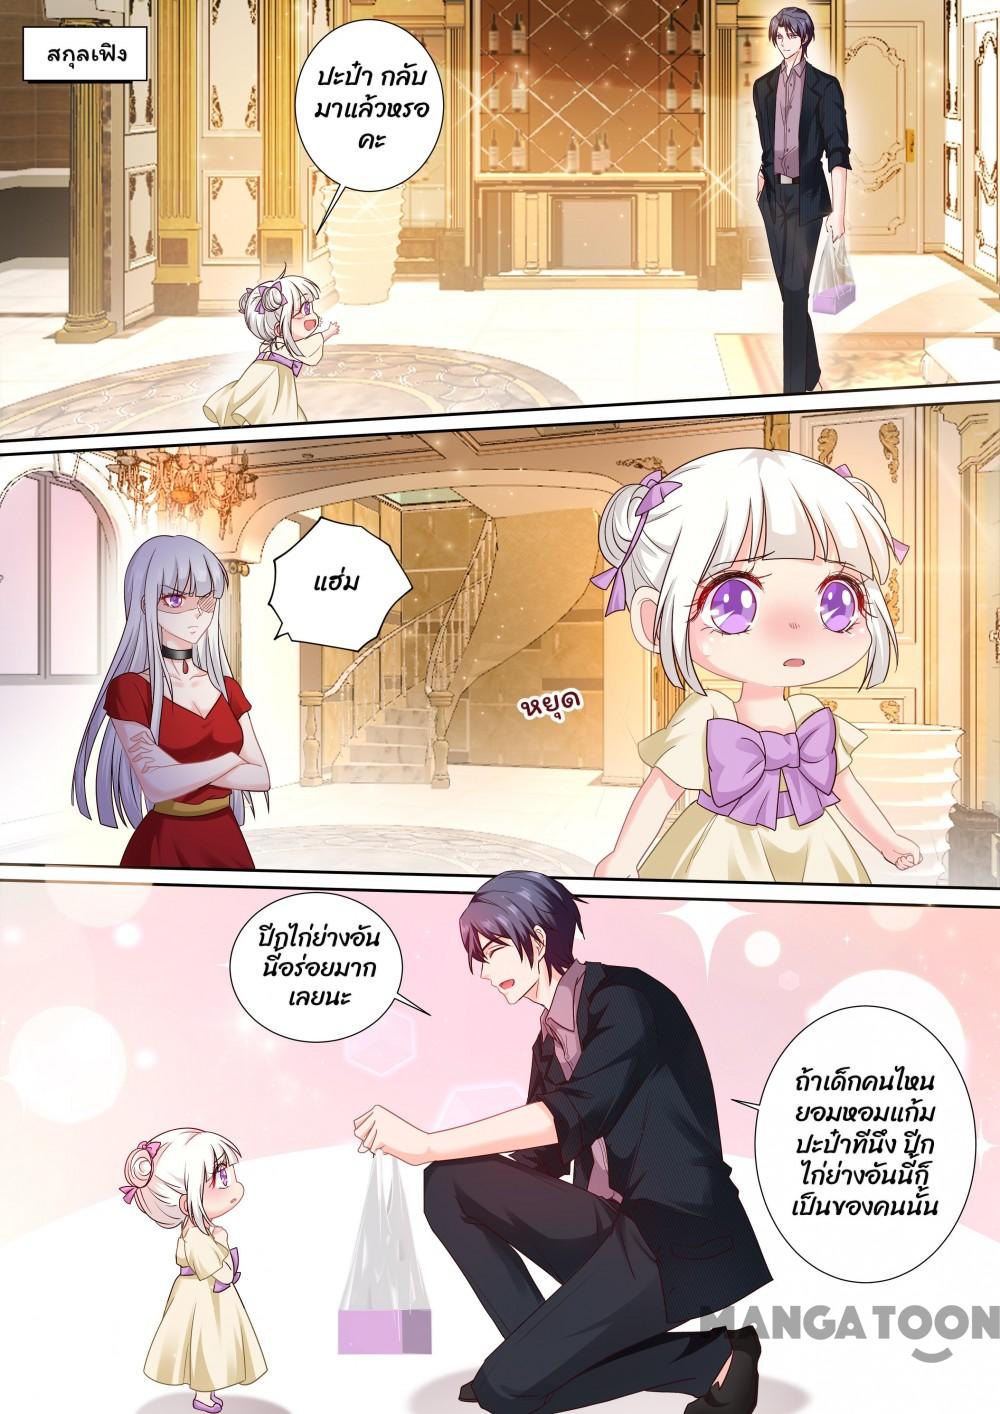 สกุลเฟิง
ปะป๋า กลับ
มาแล้วหรอ
คะ
แฮ่ม
หยุด
ปีกไก่ย่างอัน
นี้อร่อยมาก
เลยนะ
ถ้าเด็กคนไหน
ยอมหอมแก้ม
ปะป๋าทีนึง ปีก
ไก่ย่างอันนี้ก็
เป็นของคนนั้น
MANGATOON